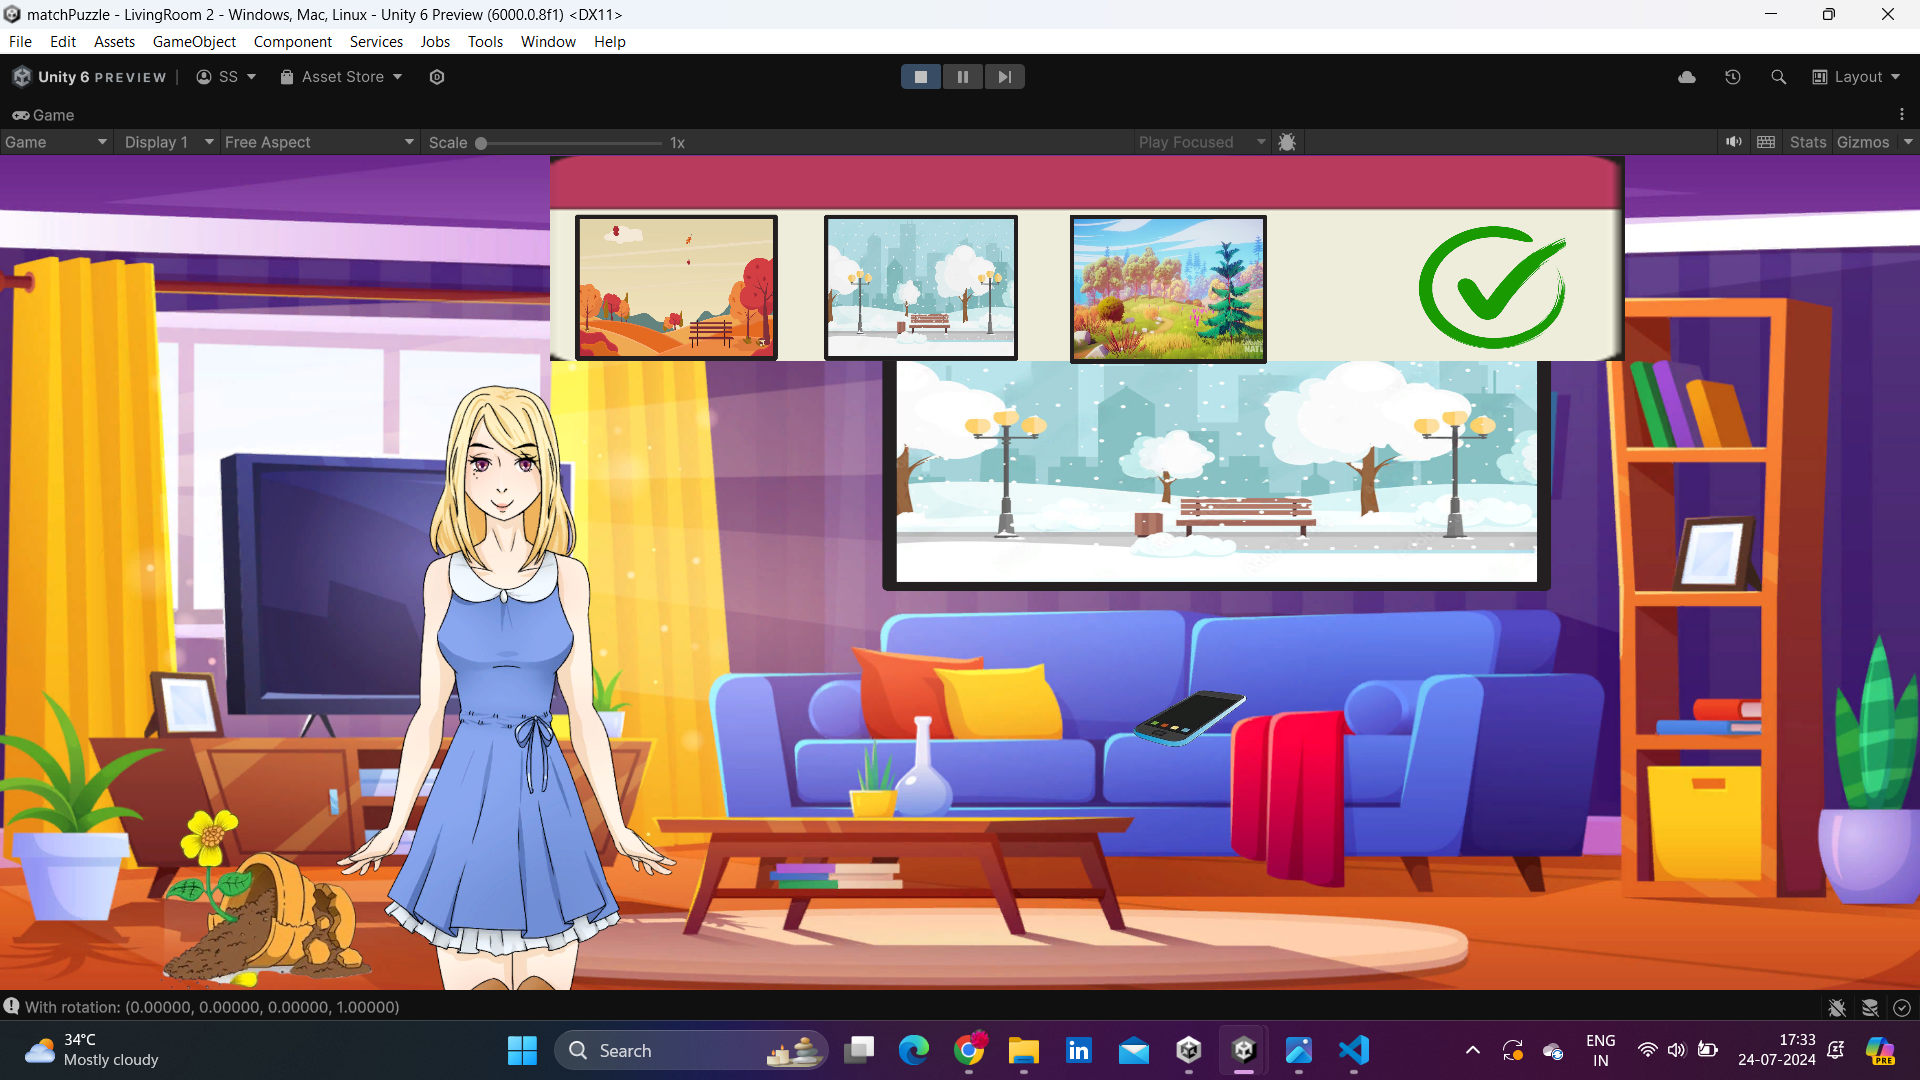 matchPuzzle - LivingRoom 2 - Windows, Mac, Linux - Unity 6 Preview (6000.0.8f1) <DX11>
File Edit Assets GameObject Component Services Jobs Tools Window Help
Unity 6 PREVIEW SS Asset Store Layout
Game
Game Display 1 Free Aspect Scale 1x Play Focused Stats Gizmos
With rotation: (0.00000, 0.00000, 0.00000, 1.00000)
34°C
Mostly cloudy
Search
ENG
IN
17:33
24-07-2024
PRE